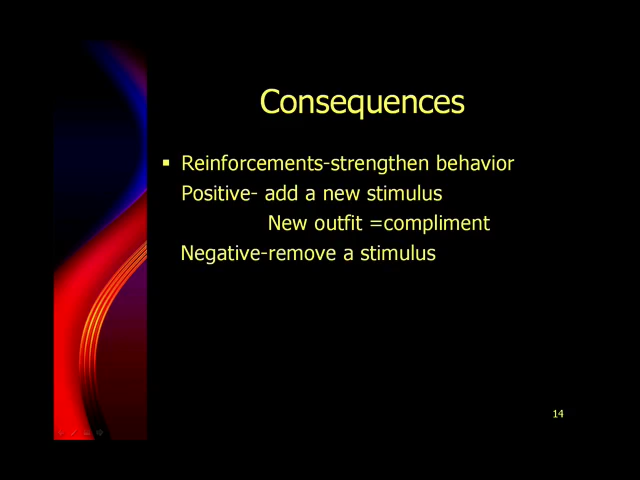 Consequences
▪ Reinforcements-strengthen behavior
Positive- add a new stimulus
New outfit =compliment
Negative-remove a stimulus
14